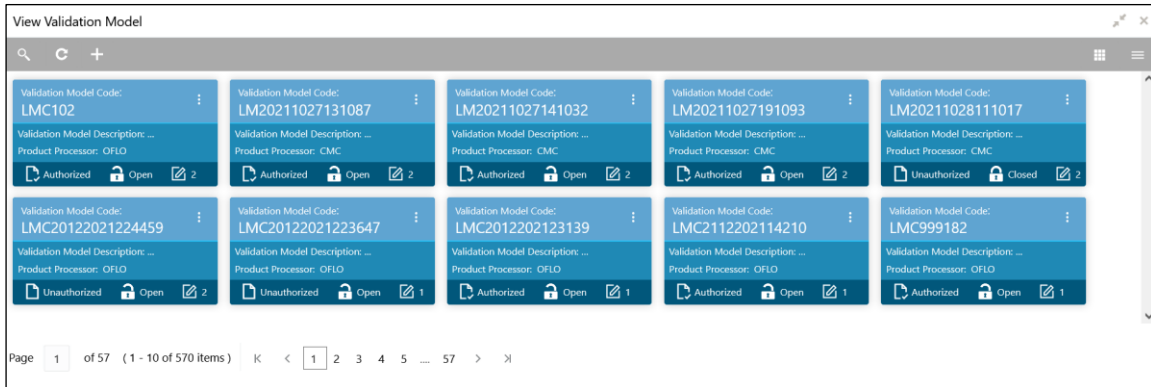 View Validation Model
Validation Model Code:
LMC102
Validation Model Description: ...
Product Processor: OFLO
Authorized Open 2
Validation Model Code:
LM20211027131087
Validation Model Description: ...
Product Processor: CMC
Authorized Open 2
Validation Model Code:
LM20211027141032
Validation Model Description: ...
Product Processor: CMC
Authorized Open 2
Validation Model Code:
LM20211027191093
Validation Model Description: ...
Product Processor: CMC
Authorized Open 2
Validation Model Code:
LM20211028111017
Validation Model Description: ...
Product Processor: CMC
Unauthorized Closed 2
Validation Model Code:
LMC20122021224459
Validation Model Description: ...
Product Processor: OFLO
Unauthorized Open 2
Validation Model Code:
LMC20122021223647
Validation Model Description: ...
Product Processor: OFLO
Unauthorized Open 1
Validation Model Code:
LMC2012202123139
Validation Model Description: ...
Product Processor: OFLO
Authorized Open 1
Validation Model Code:
LMC2112202114210
Validation Model Description: ...
Product Processor: OFLO
Authorized Open 1
Validation Model Code:
LMC999182
Validation Model Description: ...
Product Processor: OFLO
Authorized Open 1
Page 1 of 57 ( 1 - 10 of 570 items ) 1 2 3 4 5 ... 57